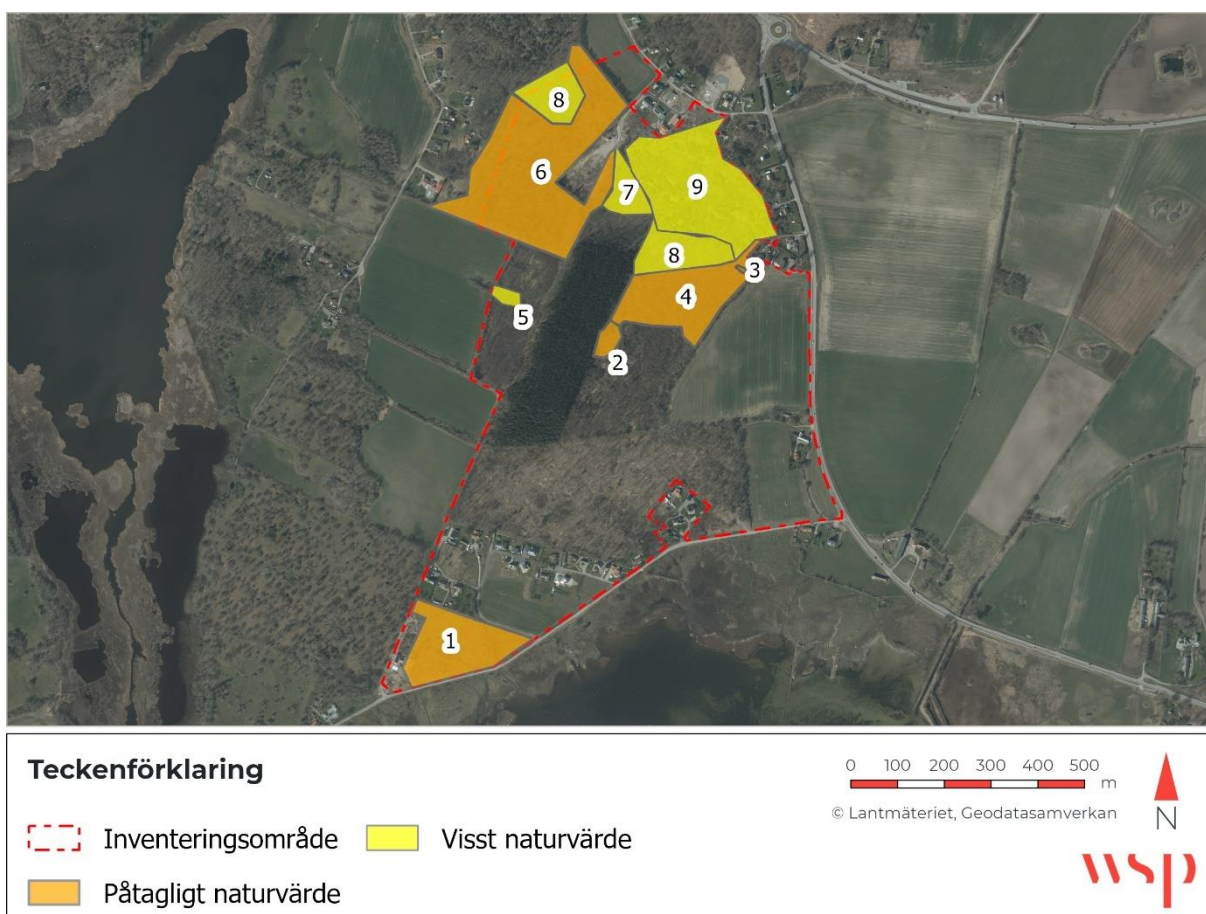 8
6
7
9
8
3
4
5
2
1
Teckenförklaring
Inventeringsområde
Visst naturvärde
Påtagligt naturvärde
0 100 200 300 400 500
m
© Lantmäteriet, Geodatasamverkan
N
wsp